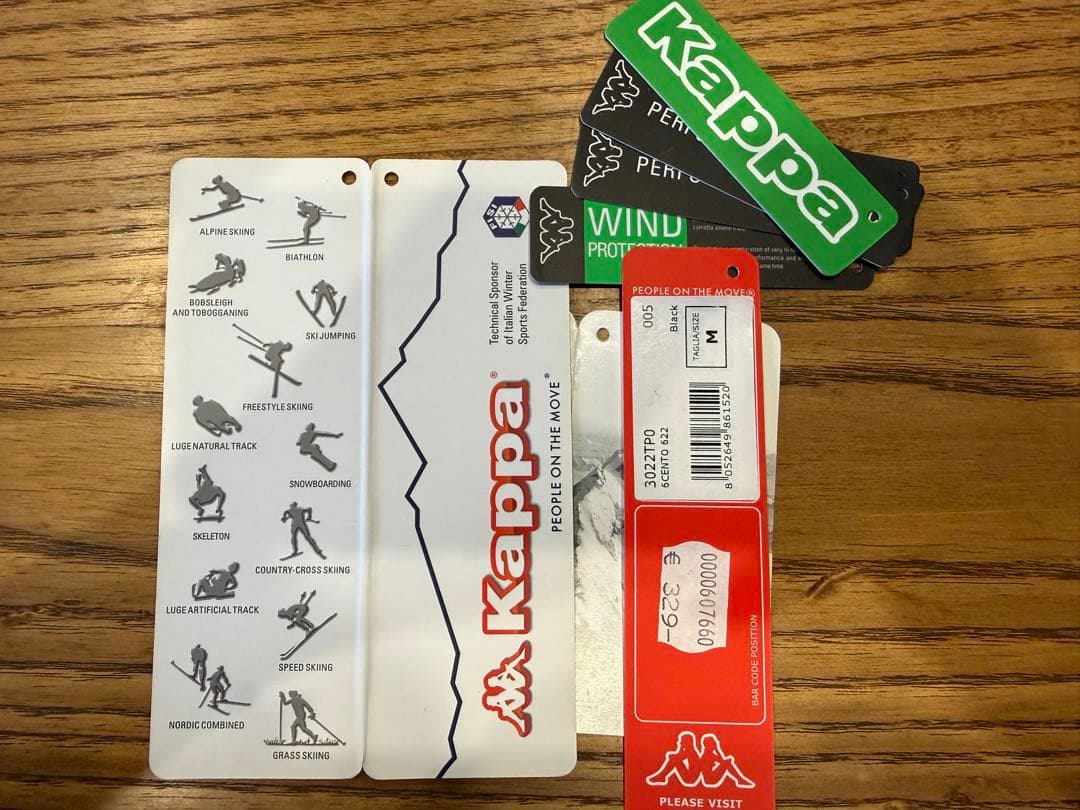 ALPINE SKIING
BIATHLON
BOBSLEIGH
AND TOBOGGANING
SKI JUMPING
FREESTYLE SKIING
LUGE NATURAL TRACK
SNOWBOARDING
SKELETON
COUNTRY-CROSS SKIING
LUGE ARTIFICIAL TRACK
SPEED SKIING
NORDIC COMBINED
GRASS SKIING
FISI
Technical Sponsor
of Italian Winter
Sports Federation
Kappa®
PEOPLE ON THE MOVE®
Kappa
WIND
PROTECTION
PEOPLE ON THE MOVE®
005
Black
TAGLIA/SIZE
M
3022TP0
6CENTO 622
8 052649 861520
€ 329-
0000060607660
BAR CODE POSITION
PLEASE VISIT